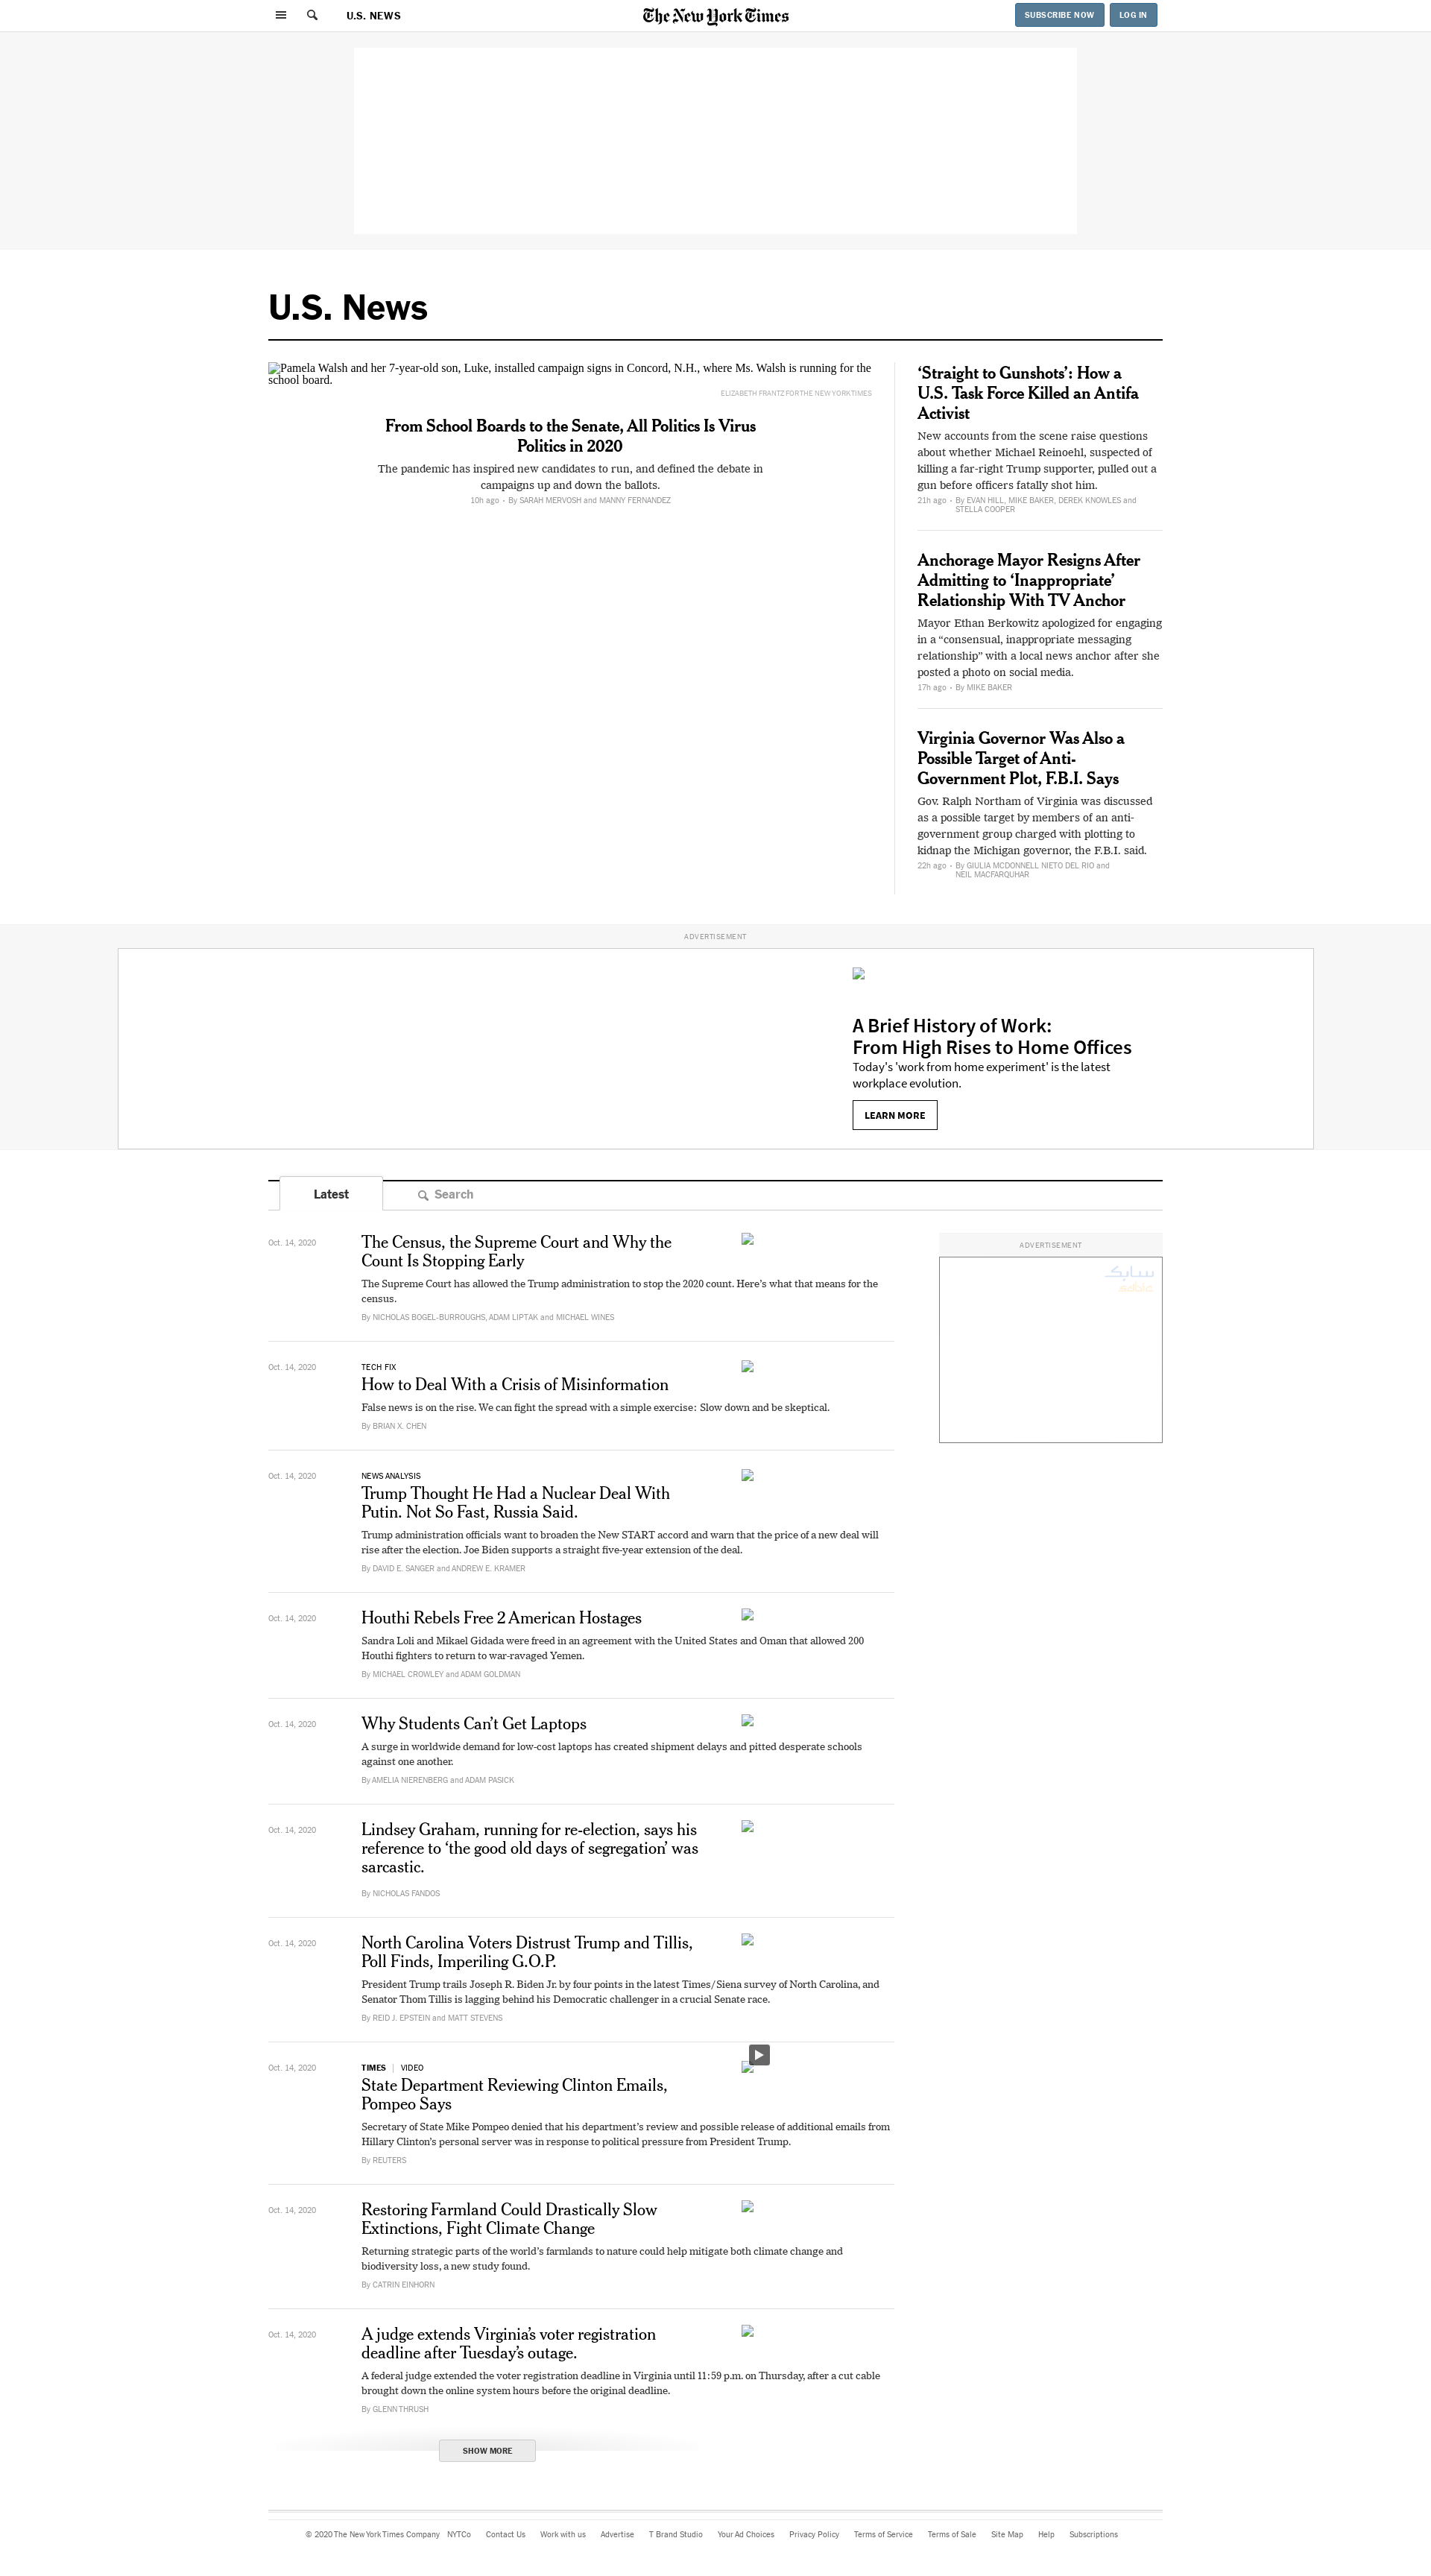 U.S. NEWS
The New York Times
SUBSCRIBE NOW
LOG IN
U.S. News
Pamela Walsh and her 7-year-old son, Luke, installed campaign signs in Concord, N.H., where Ms. Walsh is running for the
school board.
ELIZABETH FRANTZ FOR THE NEW YORK TIMES
From School Boards to the Senate, All Politics Is Virus
Politics in 2020
The pandemic has inspired new candidates to run, and defined the debate in
campaigns up and down the ballots.
10h ago • By SARAH MERVOSH and MANNY FERNANDEZ
‘Straight to Gunshots’: How a
U.S. Task Force Killed an Antifa
Activist
New accounts from the scene raise questions
about whether Michael Reinoehl, suspected of
killing a far-right Trump supporter, pulled out a
gun before officers fatally shot him.
21h ago • By EVAN HILL, MIKE BAKER, DEREK KNOWLES and
STELLA COOPER
Anchorage Mayor Resigns After
Admitting to ‘Inappropriate’
Relationship With TV Anchor
Mayor Ethan Berkowitz apologized for engaging
in a “consensual, inappropriate messaging
relationship” with a local news anchor after she
posted a photo on social media.
17h ago • By MIKE BAKER
Virginia Governor Was Also a
Possible Target of Anti-
Government Plot, F.B.I. Says
Gov. Ralph Northam of Virginia was discussed
as a possible target by members of an anti-
government group charged with plotting to
kidnap the Michigan governor, the F.B.I. said.
22h ago • By GIULIA MCDONNELL NIETO DEL RIO and
NEIL MACFARQUHAR
ADVERTISEMENT
A Brief History of Work:
From High Rises to Home Offices
Today's 'work from home experiment' is the latest
workplace evolution.
LEARN MORE
Latest
Search
Oct. 14, 2020
The Census, the Supreme Court and Why the
Count Is Stopping Early
The Supreme Court has allowed the Trump administration to stop the 2020 count. Here’s what that means for the
census.
By NICHOLAS BOGEL-BURROUGHS, ADAM LIPTAK and MICHAEL WINES
ADVERTISEMENT
سابك
sabic
Oct. 14, 2020
TECH FIX
How to Deal With a Crisis of Misinformation
False news is on the rise. We can fight the spread with a simple exercise: Slow down and be skeptical.
By BRIAN X. CHEN
Oct. 14, 2020
NEWS ANALYSIS
Trump Thought He Had a Nuclear Deal With
Putin. Not So Fast, Russia Said.
Trump administration officials want to broaden the New START accord and warn that the price of a new deal will
rise after the election. Joe Biden supports a straight five-year extension of the deal.
By DAVID E. SANGER and ANDREW E. KRAMER
Oct. 14, 2020
Houthi Rebels Free 2 American Hostages
Sandra Loli and Mikael Gidada were freed in an agreement with the United States and Oman that allowed 200
Houthi fighters to return to war-ravaged Yemen.
By MICHAEL CROWLEY and ADAM GOLDMAN
Oct. 14, 2020
Why Students Can’t Get Laptops
A surge in worldwide demand for low-cost laptops has created shipment delays and pitted desperate schools
against one another.
By AMELIA NIERENBERG and ADAM PASICK
Oct. 14, 2020
Lindsey Graham, running for re-election, says his
reference to ‘the good old days of segregation’ was
sarcastic.
By NICHOLAS FANDOS
Oct. 14, 2020
North Carolina Voters Distrust Trump and Tillis,
Poll Finds, Imperiling G.O.P.
President Trump trails Joseph R. Biden Jr. by four points in the latest Times/Siena survey of North Carolina, and
Senator Thom Tillis is lagging behind his Democratic challenger in a crucial Senate race.
By REID J. EPSTEIN and MATT STEVENS
Oct. 14, 2020
TIMES | VIDEO
State Department Reviewing Clinton Emails,
Pompeo Says
Secretary of State Mike Pompeo denied that his department’s review and possible release of additional emails from
Hillary Clinton’s personal server was in response to political pressure from President Trump.
By REUTERS
Oct. 14, 2020
Restoring Farmland Could Drastically Slow
Extinctions, Fight Climate Change
Returning strategic parts of the world’s farmlands to nature could help mitigate both climate change and
biodiversity loss, a new study found.
By CATRIN EINHORN
Oct. 14, 2020
A judge extends Virginia’s voter registration
deadline after Tuesday’s outage.
A federal judge extended the voter registration deadline in Virginia until 11:59 p.m. on Thursday, after a cut cable
brought down the online system hours before the original deadline.
By GLENN THRUSH
SHOW MORE
© 2020 The New York Times Company NYTCo Contact Us Work with us Advertise T Brand Studio Your Ad Choices Privacy Policy Terms of Service Terms of Sale Site Map Help Subscriptions